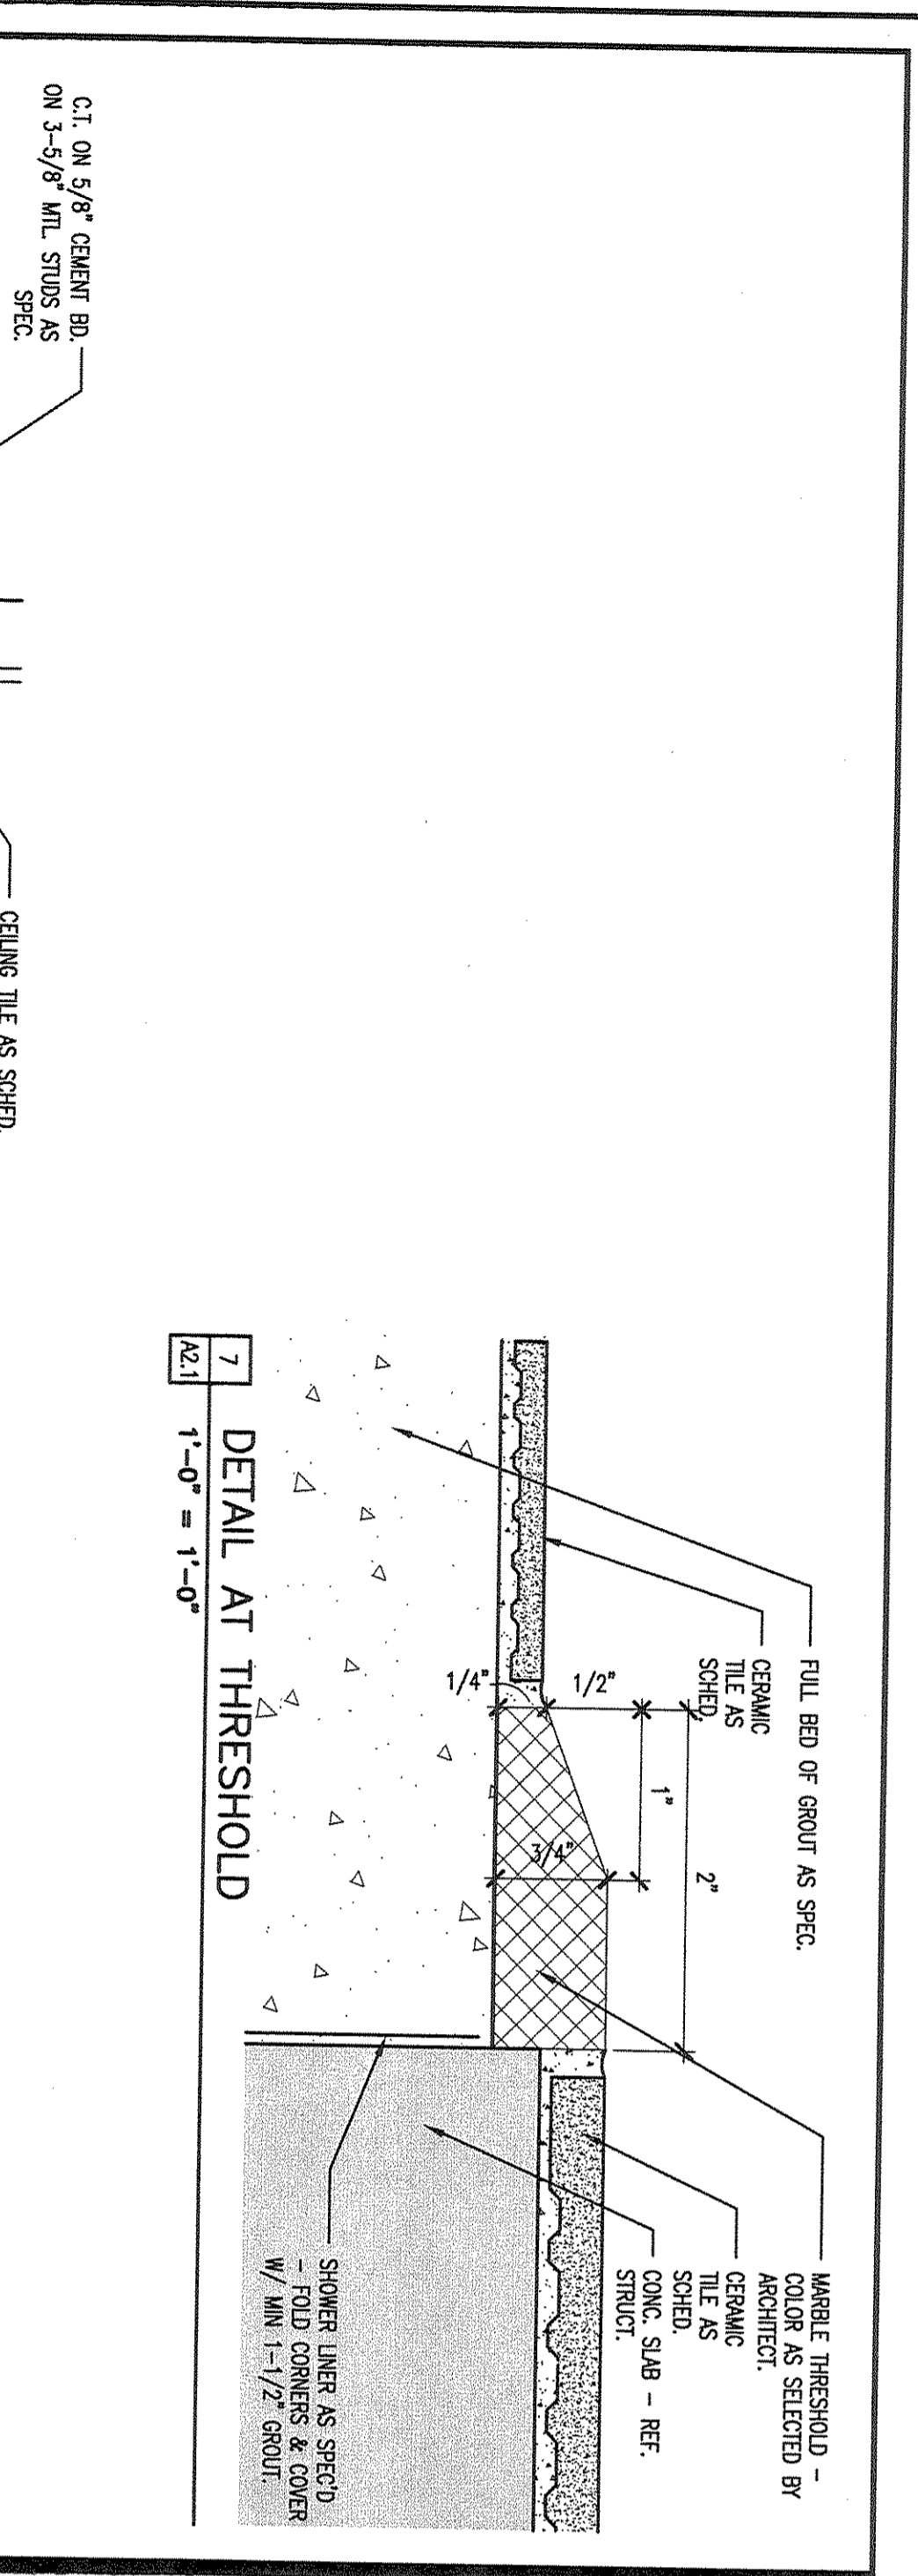 FULL BED OF GROUT AS SPEC.
CERAMIC
TILE AS
SCHED.
MARBLE THRESHOLD -
COLOR AS SELECTED BY
ARCHITECT.
CERAMIC
TILE AS
SCHED.
CONC. SLAB - REF.
STRUCT.
2"
1"
1/2"
1/4"
3/4"
SHOWER LINER AS SPEC'D
- FOLD CORNERS & COVER
W/ MIN 1-1/2" GROUT.
7
A2.1
DETAIL AT THRESHOLD
1'-0" = 1'-0"
C.T. ON 5/8" CEMENT BD.
ON 3-5/8" MTL. STUDS AS
SPEC.
CEILING TILE AS SCHED.